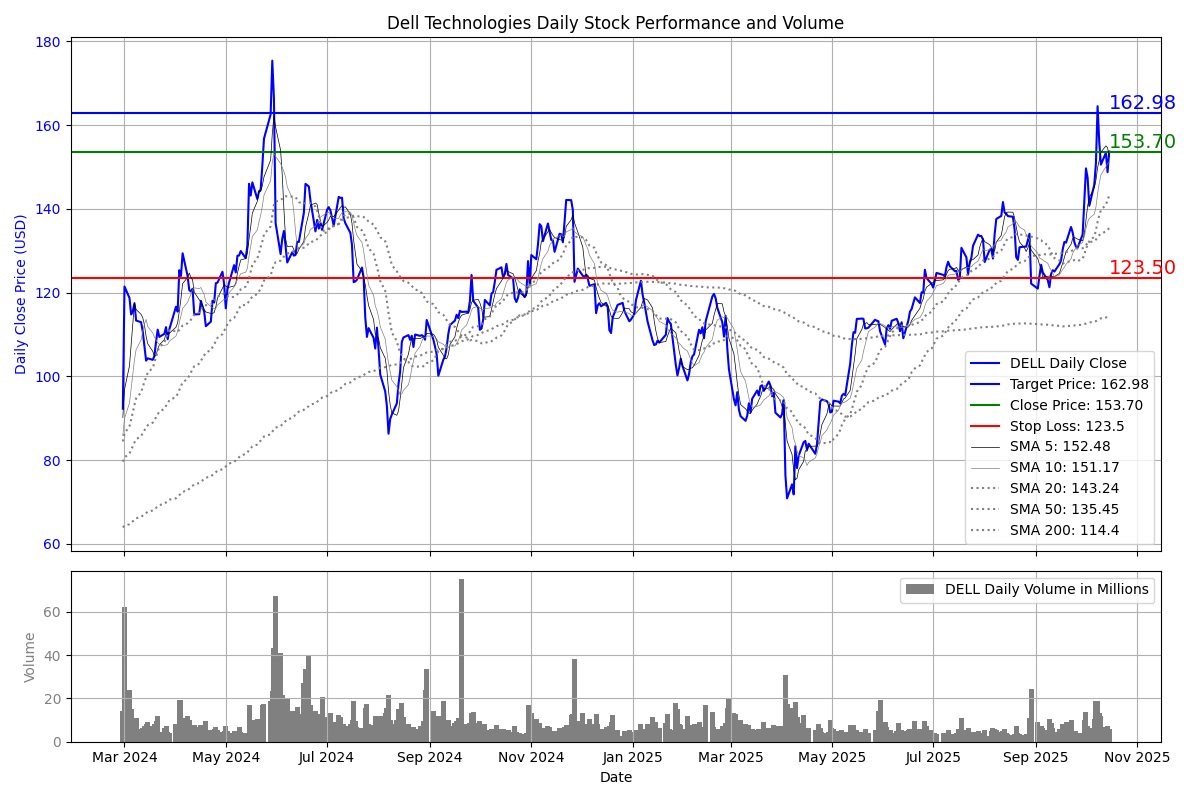 Dell Technologies Daily Stock Performance and Volume
Daily Close Price (USD)
180
160
140
120
100
80
60
162.98
153.70
123.50
DELL Daily Close
Target Price: 162.98
Close Price: 153.70
Stop Loss: 123.5
SMA 5: 152.48
SMA 10: 151.17
SMA 20: 143.24
SMA 50: 135.45
SMA 200: 114.4
Volume
60
40
20
0
DELL Daily Volume in Millions
Mar 2024 May 2024 Jul 2024 Sep 2024 Nov 2024 Jan 2025 Mar 2025 May 2025 Jul 2025 Sep 2025 Nov 2025
Date